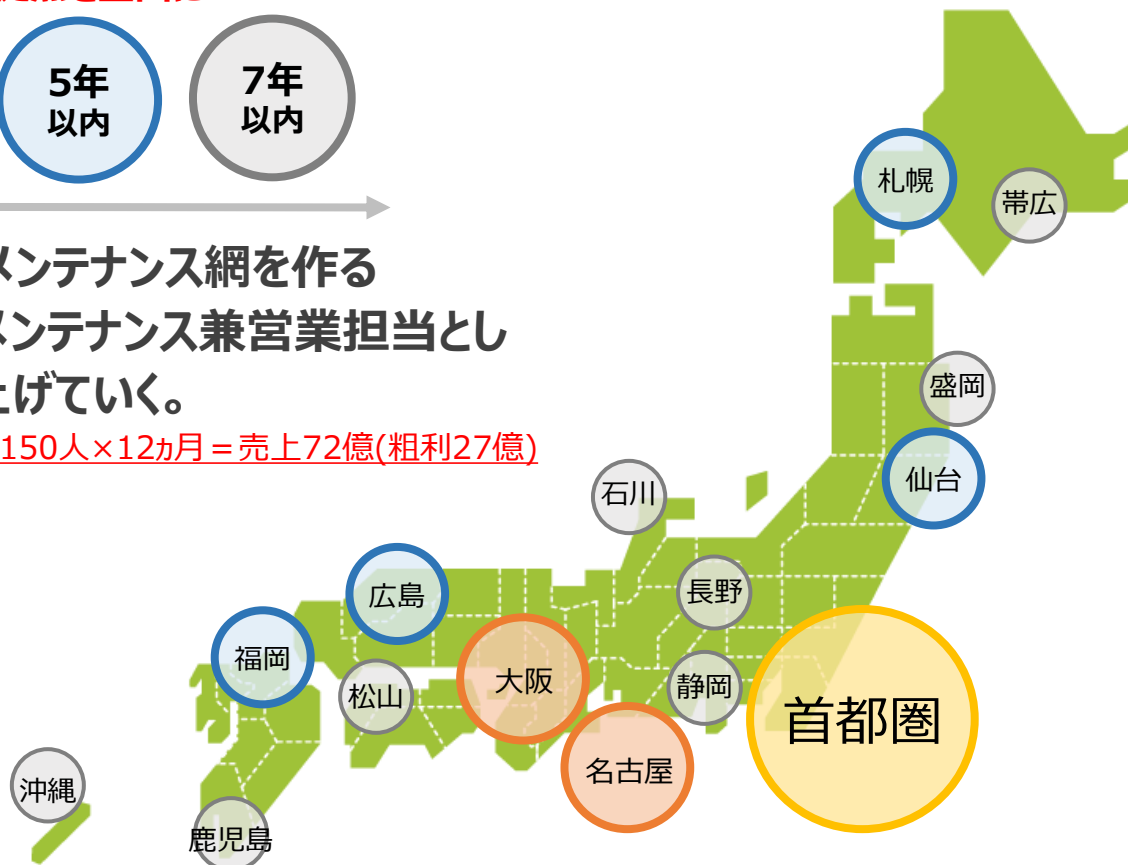 5年
以内
7年
以内
メンテナンス網を作る
メンテナンス兼営業担当とし
上げていく。
150人×12ヵ月＝売上72億(粗利27億)
札幌
帯広
盛岡
仙台
石川
長野
広島
福岡
松山
大阪
静岡
首都圏
名古屋
沖縄
鹿児島